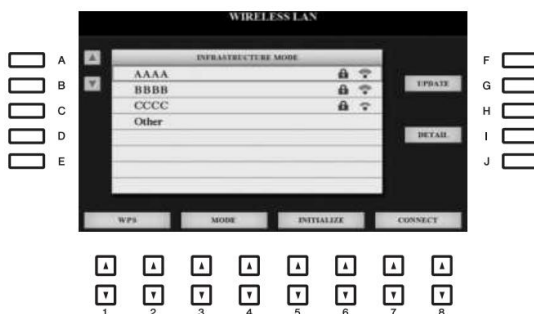 WIRELESS LAN
INFRASTRUCTURE MODE
A
F
AAAA
B
BBBB
UPDATE
G
C
CCCC
H
D
Other
DETAIL
I
E
J
WPS MODE INITIALIZE CONNECT
1 2 3 4 5 6 7 8